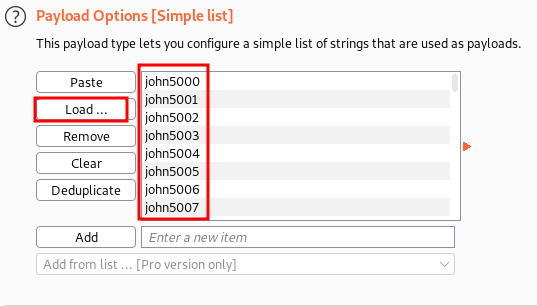 ? Payload Options [Simple list]
This payload type lets you configure a simple list of strings that are used as payloads.
Paste
Load ...
Remove
Clear
Deduplicate
john5000
john5001
john5002
john5003
john5004
john5005
john5006
john5007
Add
Enter a new item
Add from list ... [Pro version only]